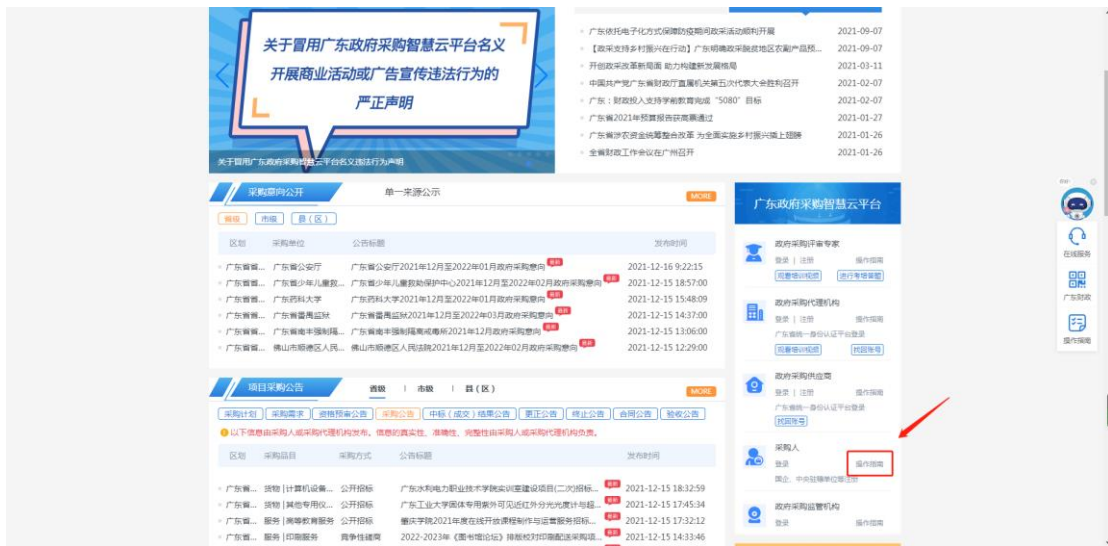 关于冒用广东政府采购智慧云平台名义
开展商业活动或广告宣传违法行为的
严正声明
关于冒用广东政府采购智慧云平台名义违法行为声明
广东依托电子化方式保障防疫期间政采活动顺利开展 2021-09-07
【政采支持乡村振兴在行动】广东明确政采脱贫地区农副产品预... 2021-09-07
开创政采改革新局面 助力构建新发展格局 2021-03-11
中国共产党广东省财政厅直属机关第五次代表大会胜利召开 2021-02-07
广东：财政投入支持学前教育完成“5080”目标 2021-02-07
广东省2021年预算报告获高票通过 2021-01-27
广东省涉农资金统筹整合改革 为全面实施乡村振兴插上翅膀 2021-01-26
全省财政工作会议在广州召开 2021-01-26
采购意向公开 单一来源公示 MORE
省级 市级 县（区）
区划 采购单位 公告标题 发布时间
广东省省... 广东省公安厅 广东省公安厅2021年12月至2022年01月政府采购意向 最新 2021-12-16 9:22:15
广东省省... 广东省少年儿童救... 广东省少年儿童救助保护中心2021年12月至2022年02月政府采购意向 最新 2021-12-15 18:57:00
广东省省... 广东药科大学 广东药科大学2021年12月至2022年01月政府采购意向 最新 2021-12-15 15:48:09
广东省省... 广东省番禺监狱 广东省番禺监狱2021年12月至2022年03月政府采购意向 最新 2021-12-15 14:37:00
广东省省... 广东省南丰强制隔... 广东省南丰强制隔离戒毒所2021年12月政府采购意向 最新 2021-12-15 13:06:00
广东省省... 佛山市顺德区人民... 佛山市顺德区人民法院2021年12月至2022年02月政府采购意向 最新 2021-12-15 12:29:00
项目采购公告 省级 | 市级 | 县（区） MORE
采购计划 采购需求 资格预审公告 采购公告 中标（成交）结果公告 更正公告 终止公告 合同公告 验收公告
以下信息由采购人或采购代理机构发布。信息的真实性、准确性、完整性由采购人或采购代理机构负责。
区划 采购品目 采购方式 公告标题 发布时间
广东省... 货物|计算机设备... 公开招标 广东水利电力职业技术学院实训室建设项目(二次)招标... 最新 2021-12-15 18:32:59
广东省... 货物|其他专用仪... 公开招标 广东工业大学固体专用紫外可见近红外分光光度计与超... 最新 2021-12-15 17:45:34
广东省... 服务|高等教育服务 公开招标 肇庆学院2021年度在线开放课程制作与运营服务招标... 最新 2021-12-15 17:32:12
广东省... 服务|印刷服务 竞争性磋商 2022-2023年《图书馆论坛》排版校对印刷配送采购项... 最新 2021-12-15 14:33:46
广东政府采购智慧云平台
政府采购评审专家
登录 | 注册 操作指南
观看培训视频 进行考培答题
政府采购代理机构
登录 | 注册 操作指南
广东省统一身份认证平台登录
观看培训视频 找回账号
政府采购供应商
登录 | 注册 操作指南
广东省统一身份认证平台登录
找回账号
采购人
登录 操作指南
国企、中央驻粤单位等注册
政府采购监管机构
登录 操作指南
在线服务
广东财政
操作指南